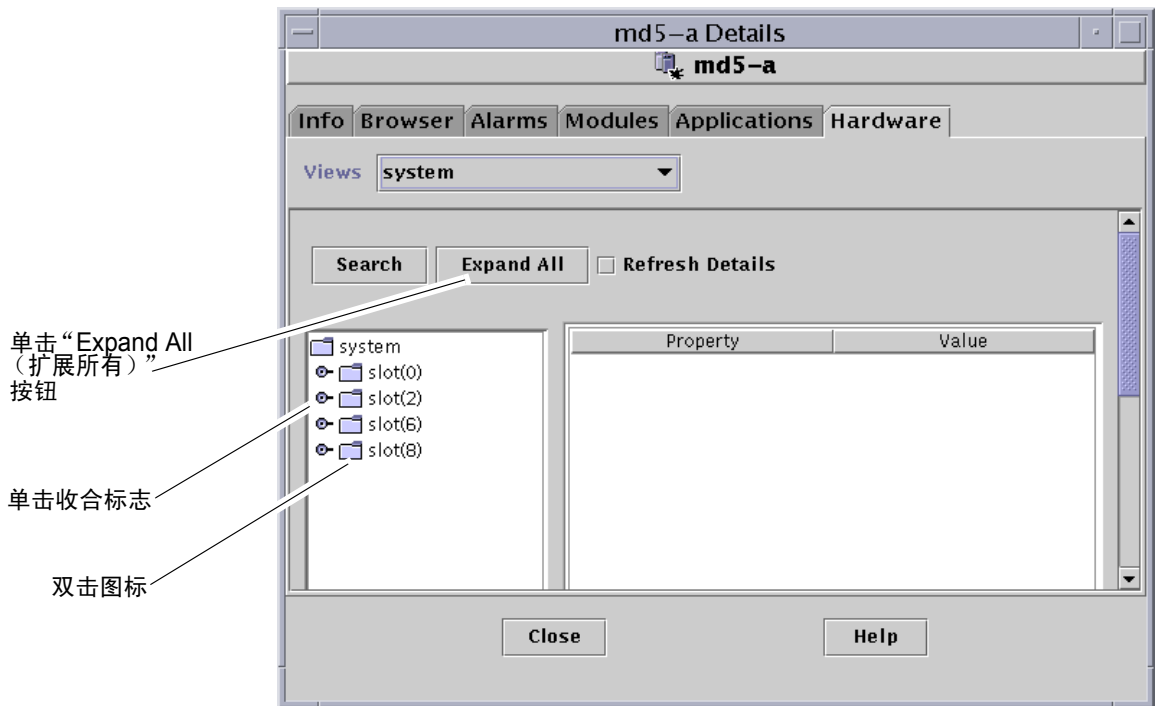 md5–a Details
md5–a
Info Browser Alarms Modules Applications Hardware
Views system
Search Expand All Refresh Details
单击“Expand All
（扩展所有）”
按钮
system
slot(0)
slot(2)
slot(6)
slot(8)
Property Value
单击收合标志
双击图标
Close Help